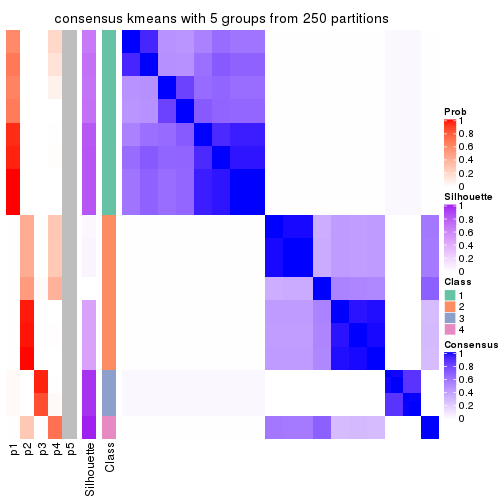 consensus kmeans with 5 groups from 250 partitions
Prob
1
0.8
0.6
0.4
0.2
0
Silhouette
1
0.8
0.6
0.4
0.2
0
Class
1
2
3
4
Consensus
1
0.8
0.6
0.4
0.2
0
p1
p2
p3
p4
p5
Silhouette
Class